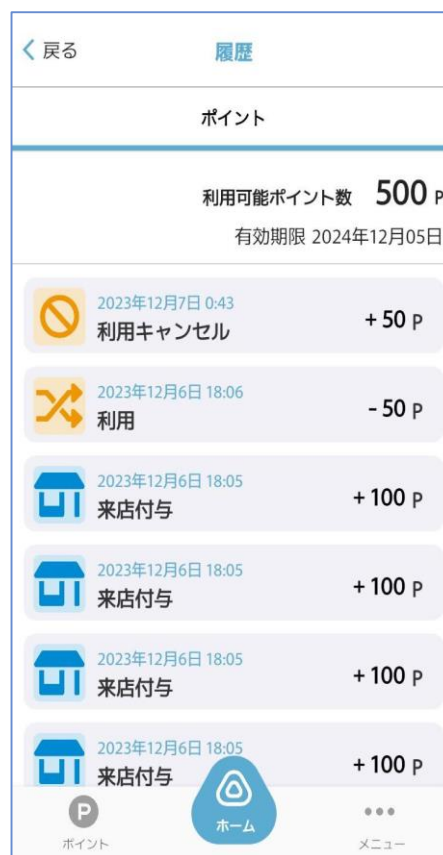 戻る
履歴
ポイント
利用可能ポイント数 500 P
有効期限 2024年12月05日
2023年12月7日 0:43
利用キャンセル
+ 50 P
2023年12月6日 18:06
利用
- 50 P
2023年12月6日 18:05
来店付与
+ 100 P
2023年12月6日 18:05
来店付与
+ 100 P
2023年12月6日 18:05
来店付与
+ 100 P
2023年12月6日 18:05
来店付与
+ 100 P
P
ポイント
ホーム
メニュー